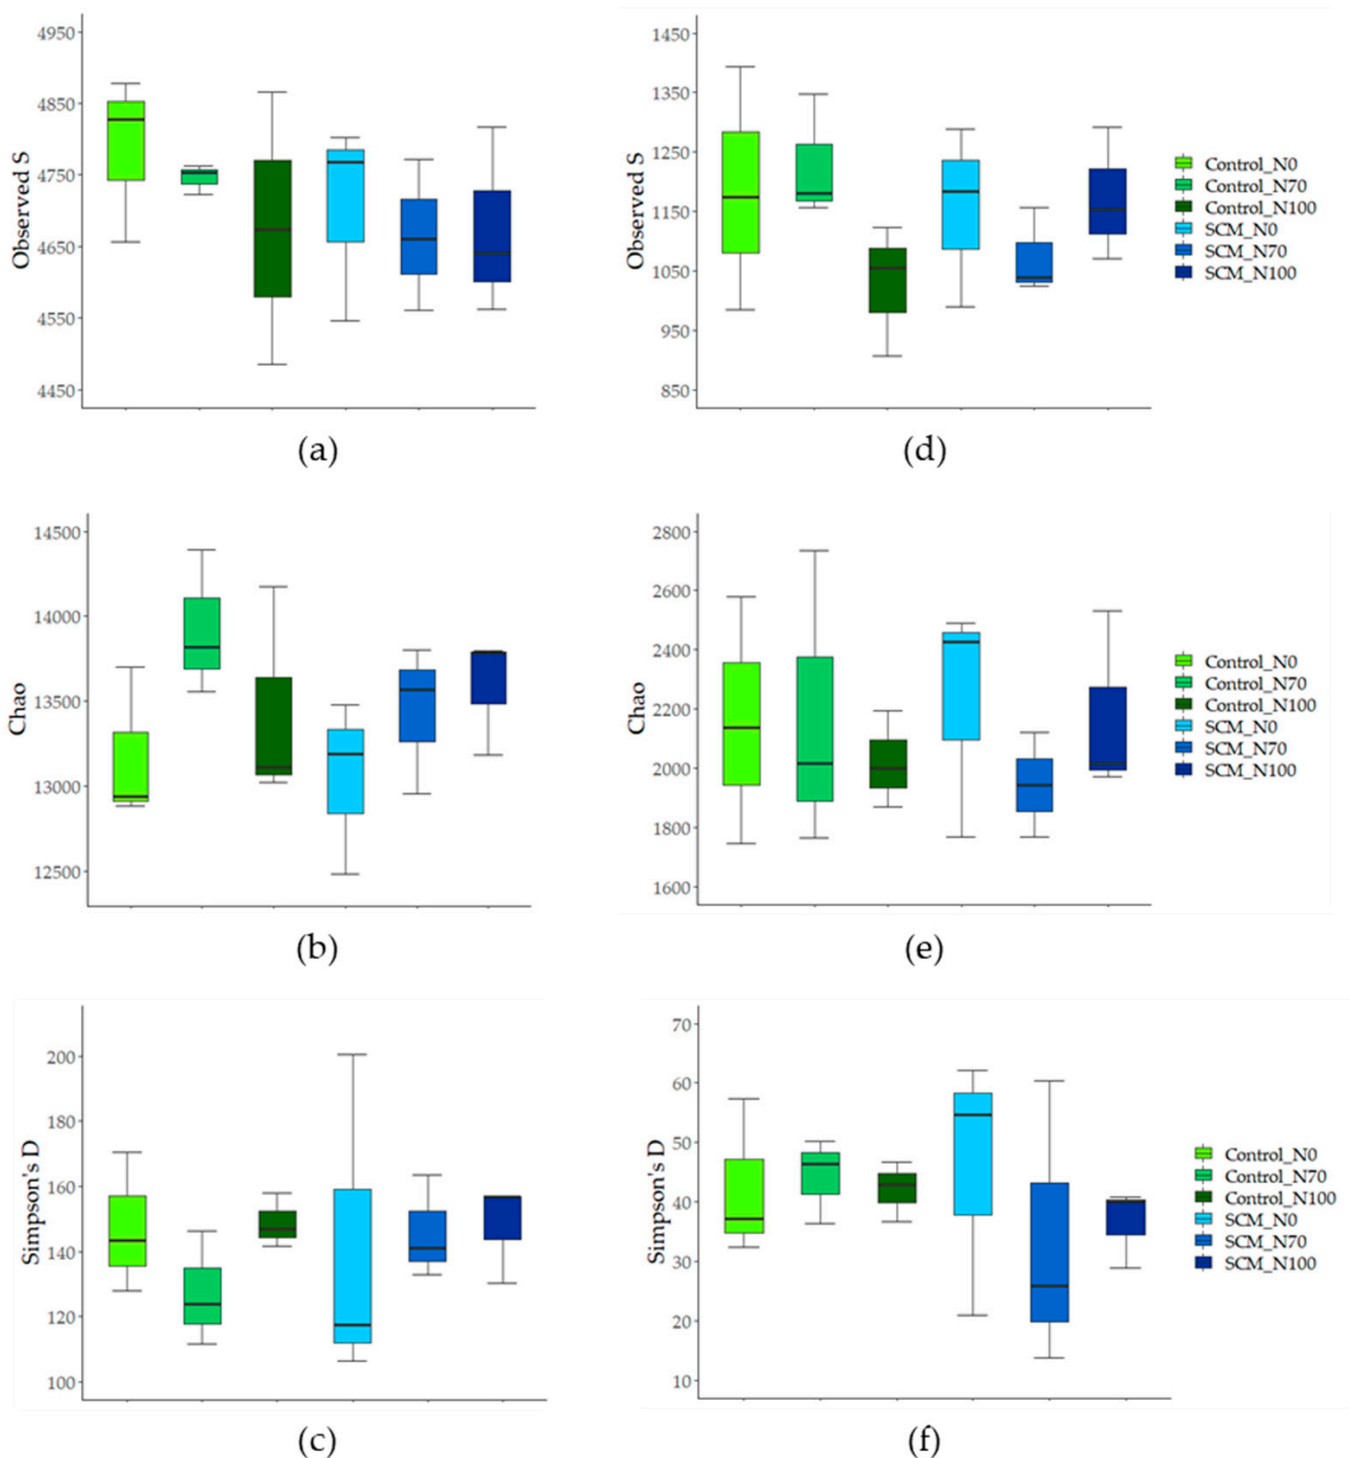 4950
4850
4750
4650
4550
4450
Observed S
(a)
1450
1350
1250
1150
1050
950
850
Observed S
(d)
Control_N0
Control_N70
Control_N100
SCM_N0
SCM_N70
SCM_N100
14500
14000
13500
13000
12500
Chao
(b)
2800
2600
2400
2200
2000
1800
1600
Chao
(e)
Control_N0
Control_N70
Control_N100
SCM_N0
SCM_N70
SCM_N100
200
180
160
140
120
100
Simpson's D
(c)
70
60
50
40
30
20
10
Simpson's D
(f)
Control_N0
Control_N70
Control_N100
SCM_N0
SCM_N70
SCM_N100